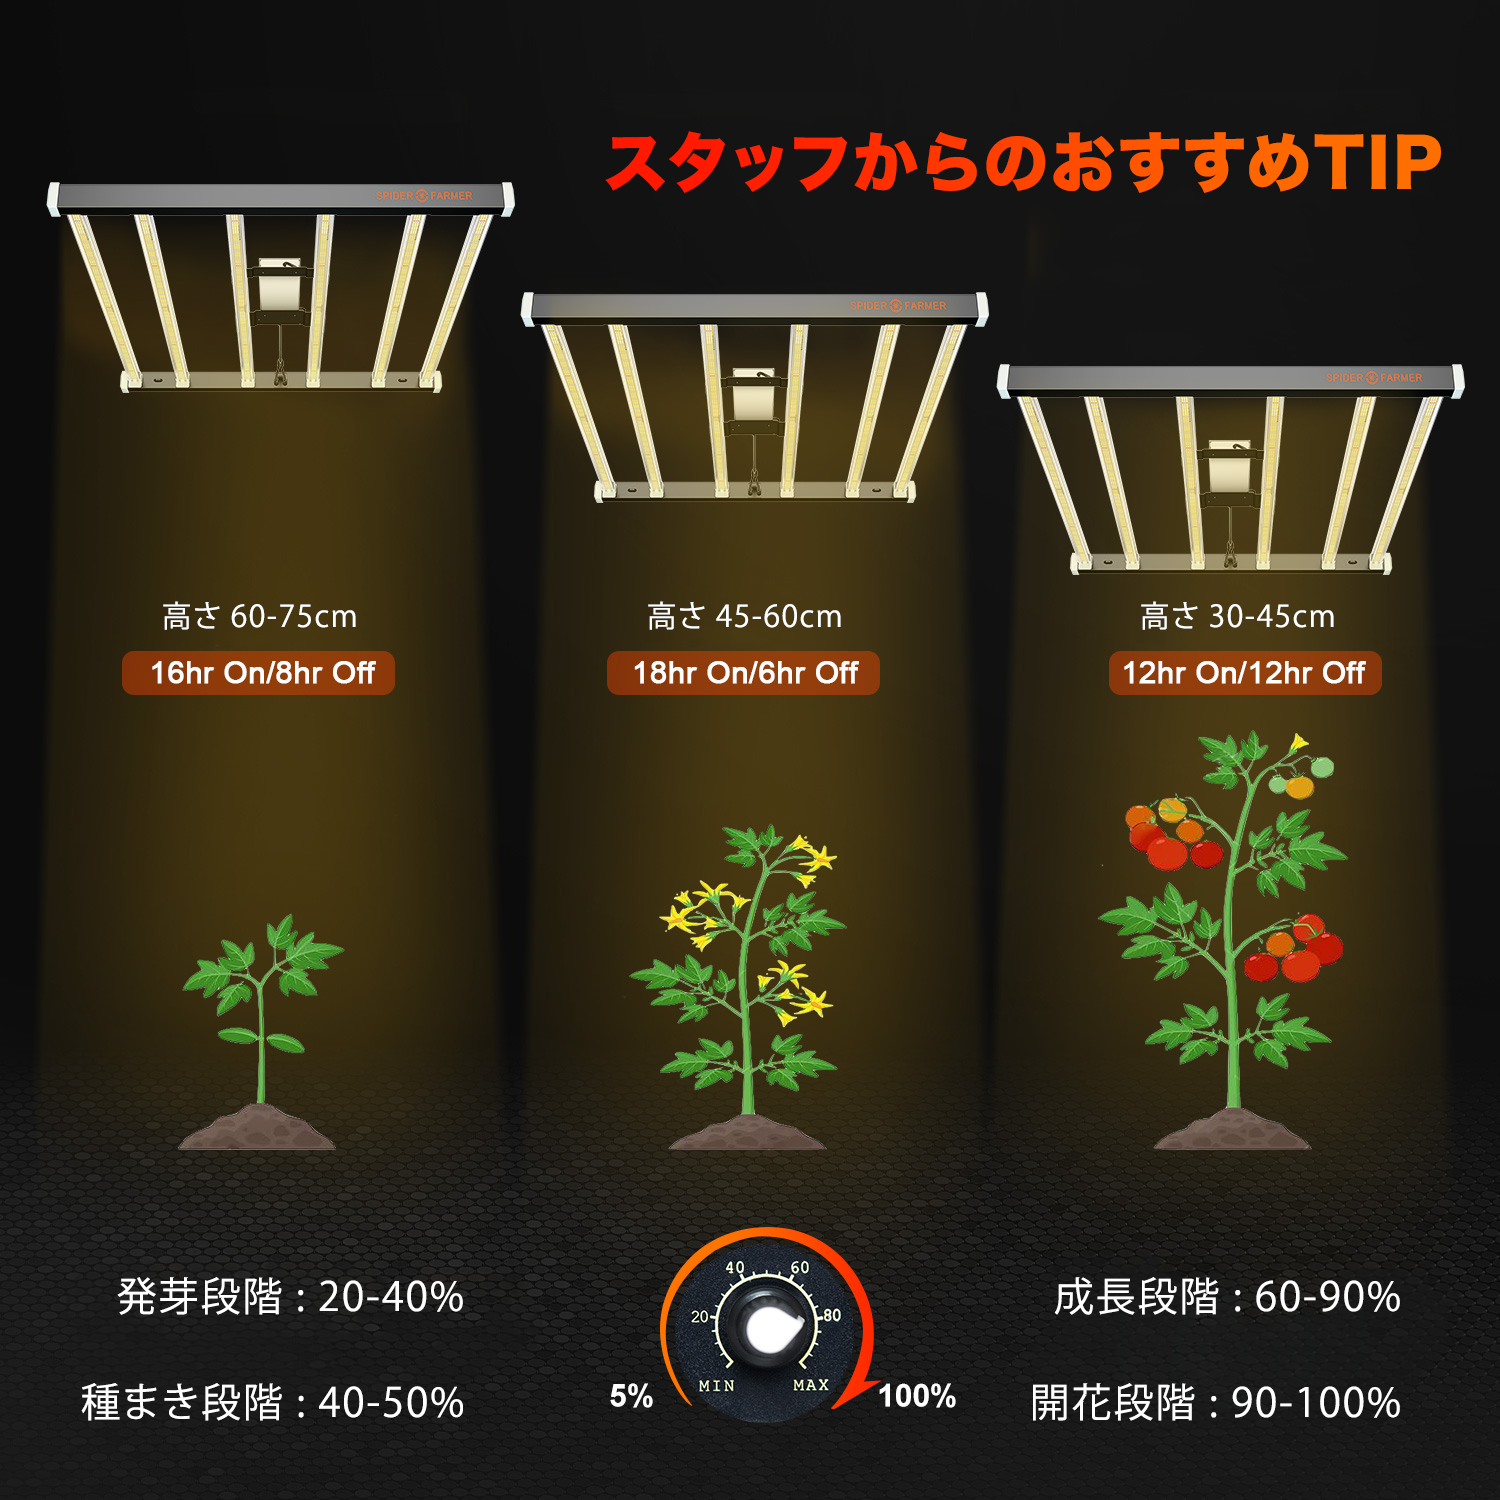 スタッフからのおすすめTIP
SPIDER FARMER
SPIDER FARMER
SPIDER FARMER
高さ 60-75cm
16hr On/8hr Off
高さ 45-60cm
18hr On/6hr Off
高さ 30-45cm
12hr On/12hr Off
発芽段階 : 20-40%
種まき段階 : 40-50%
40 60
20 80
MIN MAX
5% 100%
成長段階 : 60-90%
開花段階 : 90-100%